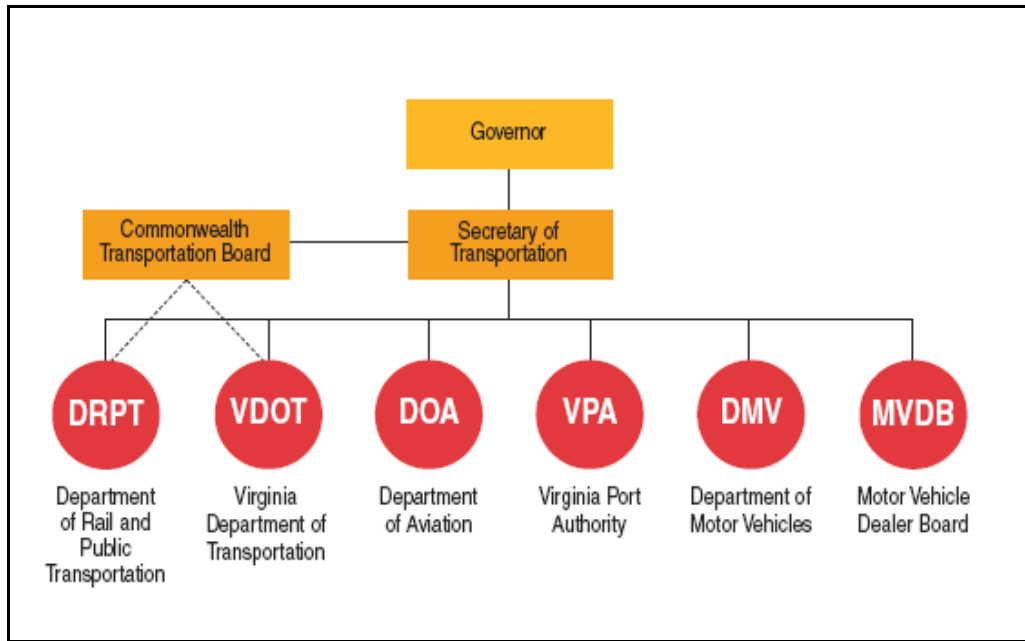 Governor
Commonwealth
Transportation Board
Secretary of
Transportation
DRPT
VDOT
DOA
VPA
DMV
MVDB
Department
of Rail and
Public
Transportation
Virginia
Department of
Transportation
Department
of Aviation
Virginia Port
Authority
Department of
Motor Vehicles
Motor Vehicle
Dealer Board